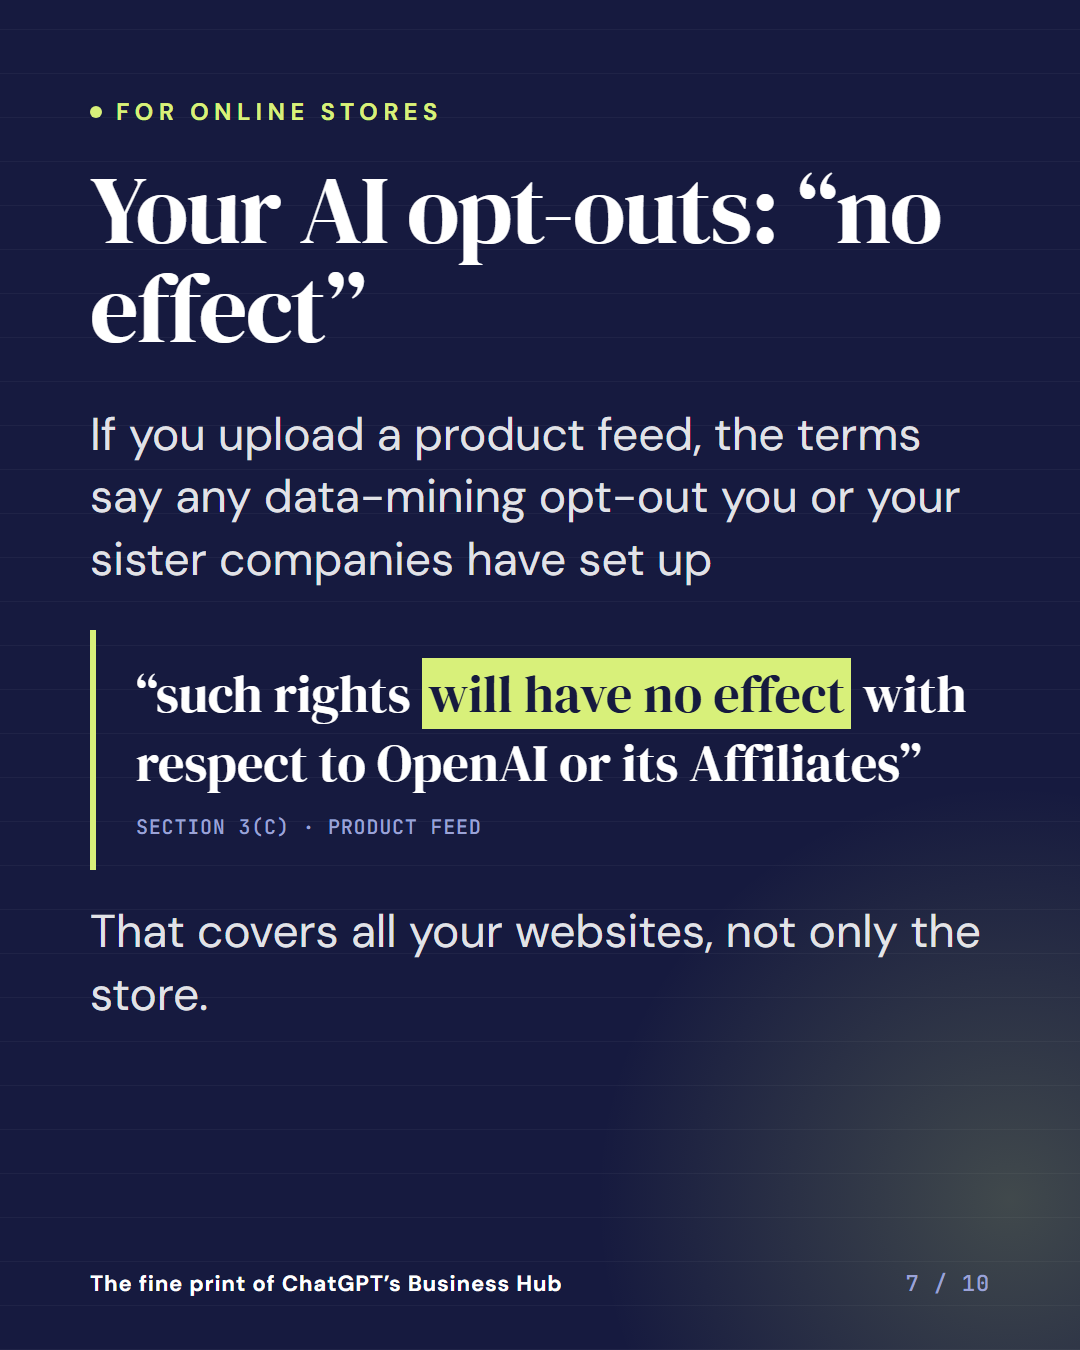 FOR ONLINE STORES
Your AI opt-outs: “no
effect”
If you upload a product feed, the terms
say any data-mining opt-out you or your
sister companies have set up
“such rights will have no effect with
respect to OpenAI or its Affiliates”
SECTION 3(C) · PRODUCT FEED
That covers all your websites, not only the
store.
The fine print of ChatGPT’s Business Hub
7 / 10